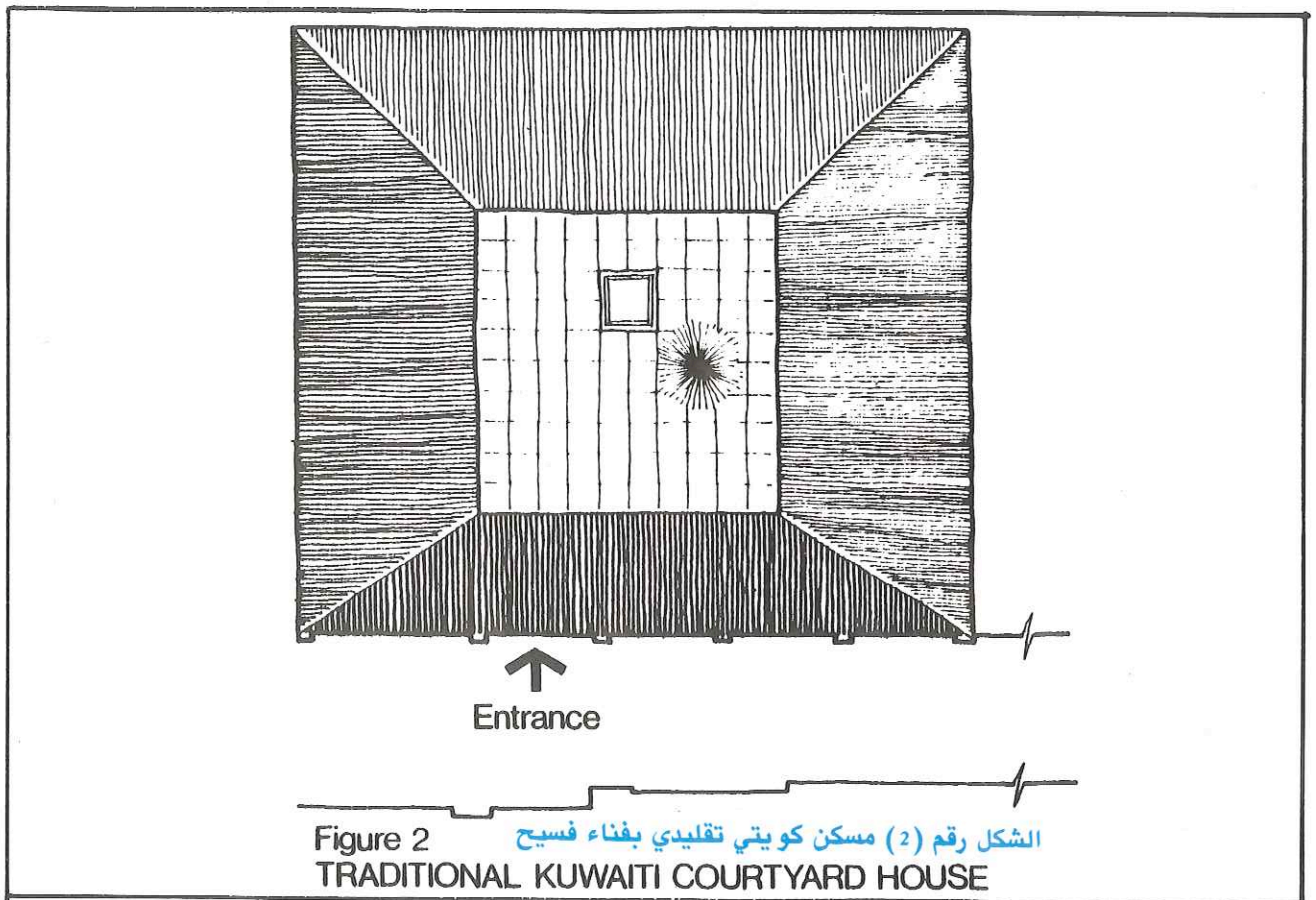 Entrance
Figure 2 الشكل رقم (2) مسكن كويتي تقليدي بفناء فسيح
TRADITIONAL KUWAITI COURTYARD HOUSE